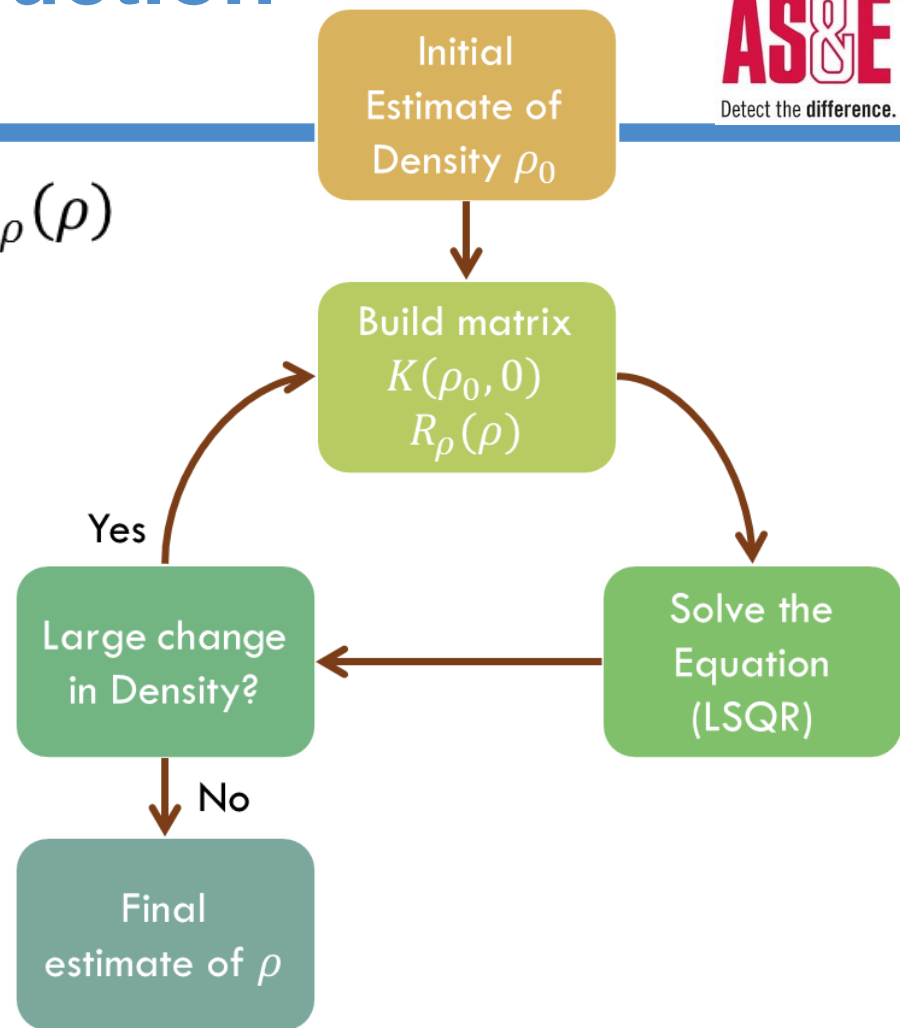 AS&E
Detect the difference.
Initial
Estimate of
Density ρ₀
ρ(ρ)
Build matrix
K(ρ₀, 0)
R_ρ(ρ)
Yes
Solve the
Equation
(LSQR)
Large change
in Density?
No
Final
estimate of ρ